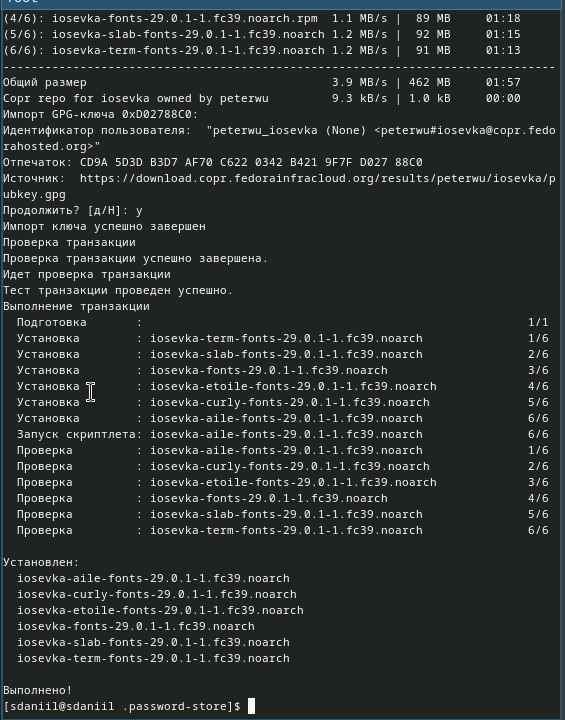 (4/6): iosevka-fonts-29.0.1-1.fc39.noarch.rpm  1.1 MB/s |  89 MB     01:18
(5/6): iosevka-slab-fonts-29.0.1-1.fc39.noarch 1.2 MB/s |  92 MB     01:15
(6/6): iosevka-term-fonts-29.0.1-1.fc39.noarch 1.2 MB/s |  91 MB     01:13
--------------------------------------------------------------------------------
Общий размер                                   3.9 MB/s | 462 MB     01:57
Copr repo for iosevka owned by peterwu         9.3 kB/s | 1.0 kB     00:00
Импорт GPG-ключа 0xD02788C0:
Идентификатор пользователя:  "peterwu_iosevka (None) <peterwu#iosevka@copr.fedo
rahosted.org>"
Отпечаток: CD9A 5D3D B3D7 AF70 C622 0342 B421 9F7F D027 88C0
Источник:  https://download.copr.fedorainfracloud.org/results/peterwu/iosevka/p
ubkey.gpg
Продолжить? [д/Н]: y
Импорт ключа успешно завершен
Проверка транзакции
Проверка транзакции успешно завершена.
Идет проверка транзакции
Тест транзакции проведен успешно.
Выполнение транзакции
  Подготовка       :                                                       1/1
  Установка        : iosevka-term-fonts-29.0.1-1.fc39.noarch               1/6
  Установка        : iosevka-slab-fonts-29.0.1-1.fc39.noarch               2/6
  Установка        : iosevka-fonts-29.0.1-1.fc39.noarch                    3/6
  Установка        : iosevka-etoile-fonts-29.0.1-1.fc39.noarch             4/6
  Установка        : iosevka-curly-fonts-29.0.1-1.fc39.noarch              5/6
  Установка        : iosevka-aile-fonts-29.0.1-1.fc39.noarch               6/6
  Запуск скриптлета: iosevka-aile-fonts-29.0.1-1.fc39.noarch               6/6
  Проверка         : iosevka-aile-fonts-29.0.1-1.fc39.noarch               1/6
  Проверка         : iosevka-curly-fonts-29.0.1-1.fc39.noarch              2/6
  Проверка         : iosevka-etoile-fonts-29.0.1-1.fc39.noarch             3/6
  Проверка         : iosevka-fonts-29.0.1-1.fc39.noarch                    4/6
  Проверка         : iosevka-slab-fonts-29.0.1-1.fc39.noarch               5/6
  Проверка         : iosevka-term-fonts-29.0.1-1.fc39.noarch               6/6

Установлен:
  iosevka-aile-fonts-29.0.1-1.fc39.noarch
  iosevka-curly-fonts-29.0.1-1.fc39.noarch
  iosevka-etoile-fonts-29.0.1-1.fc39.noarch
  iosevka-fonts-29.0.1-1.fc39.noarch
  iosevka-slab-fonts-29.0.1-1.fc39.noarch
  iosevka-term-fonts-29.0.1-1.fc39.noarch

Выполнено!
[sdaniil@sdaniil .password-store]$